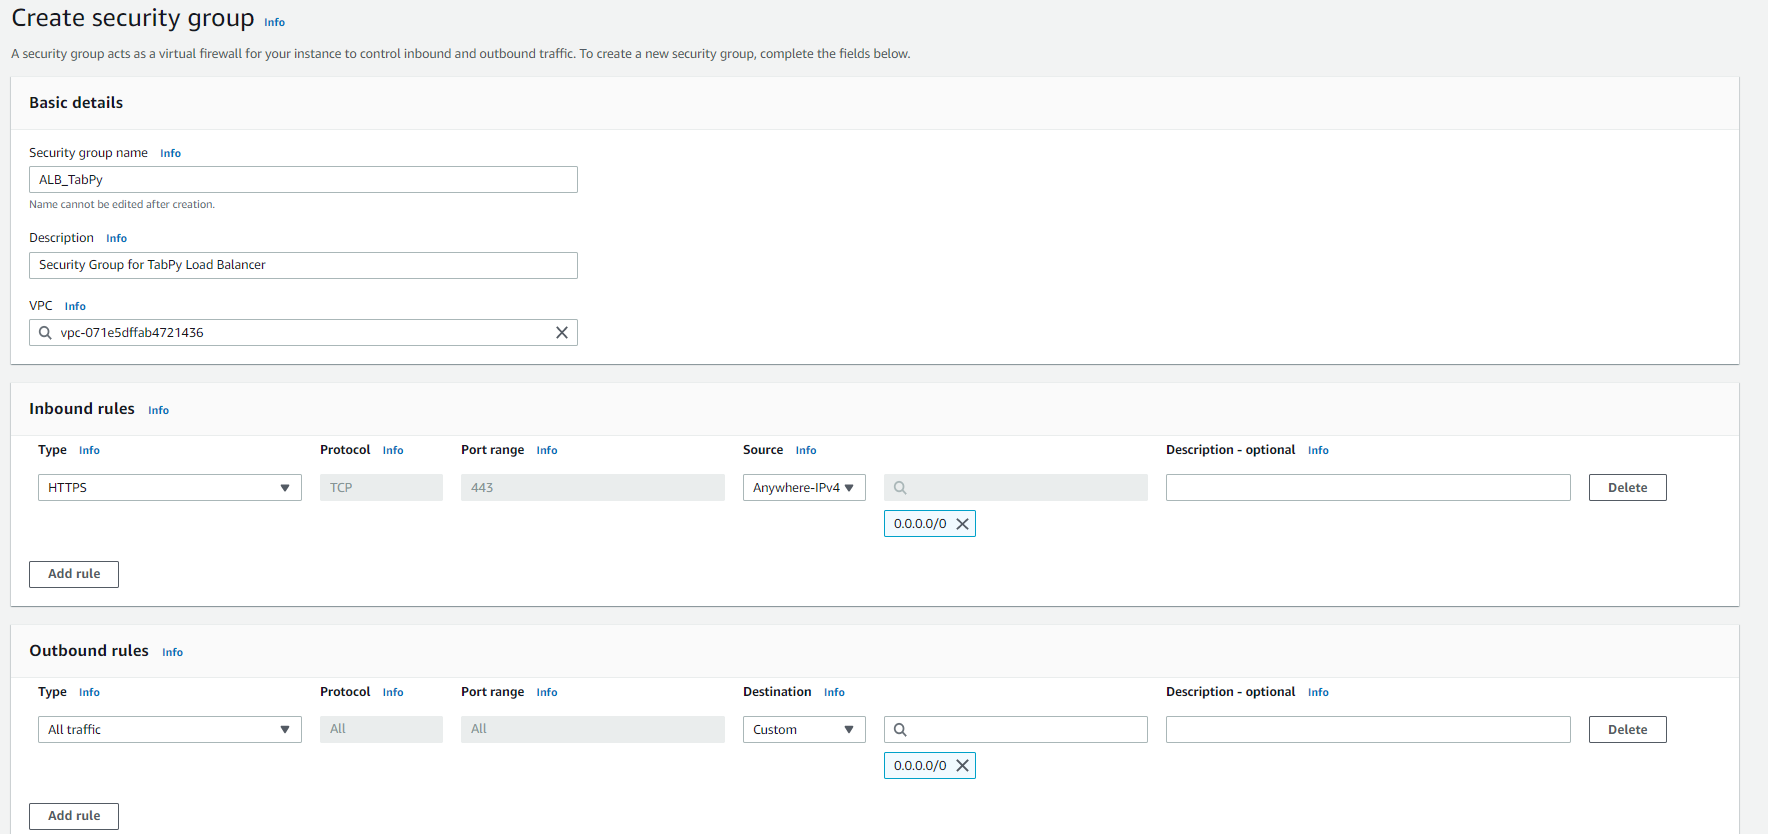 Create security group Info
A security group acts as a virtual firewall for your instance to control inbound and outbound traffic. To create a new security group, complete the fields below.
Basic details
Security group name Info
ALB_TabPy
Name cannot be edited after creation.
Description Info
Security Group for TabPy Load Balancer
VPC Info
vpc-071e5dffab4721436
Inbound rules Info
Type Info Protocol Info Port range Info Source Info Description - optional Info
HTTPS TCP 443 Anywhere-IPv4 Delete
0.0.0.0/0
Add rule
Outbound rules Info
Type Info Protocol Info Port range Info Destination Info Description - optional Info
All traffic All All Custom Delete
0.0.0.0/0
Add rule